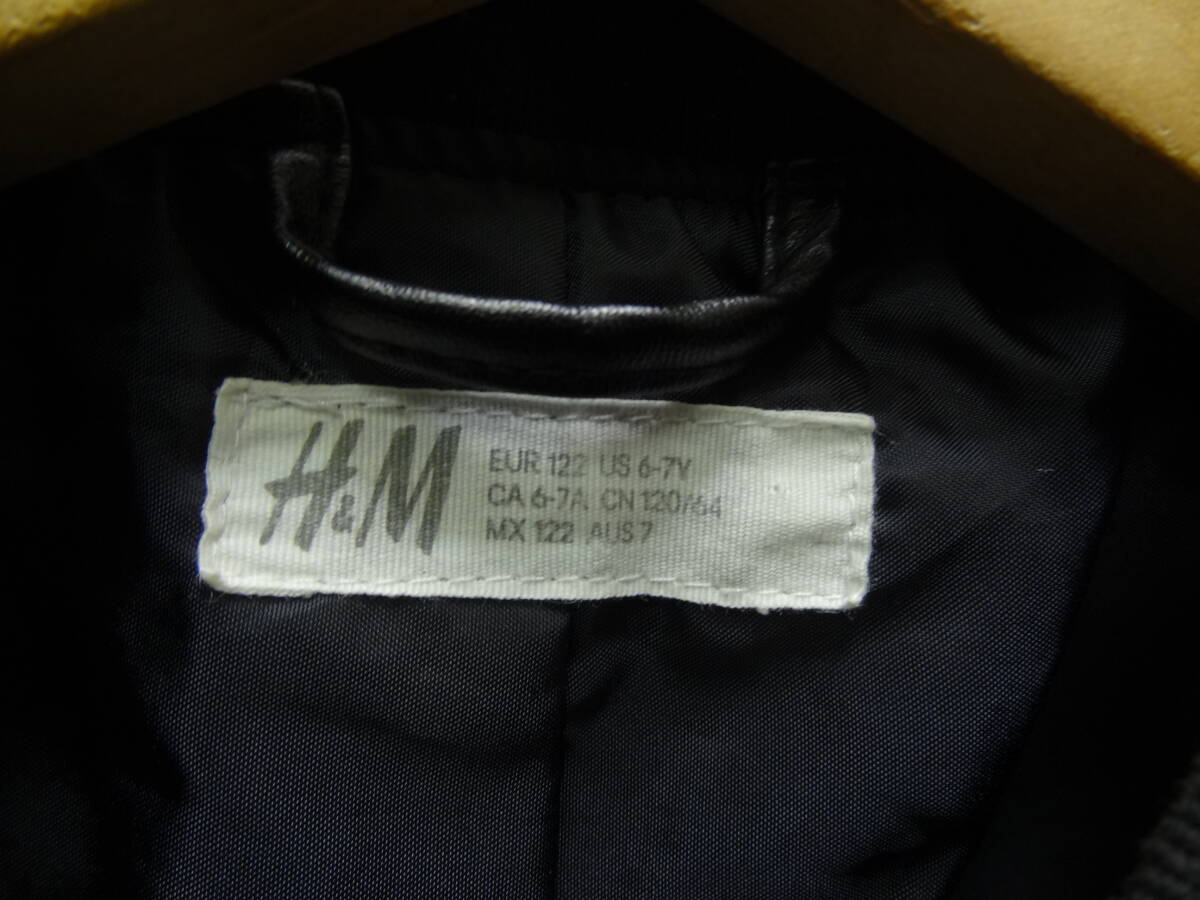 H&M
EUR 122 US 6-7Y
CA 6-7A CN 120/64
MX 122 AUS 7